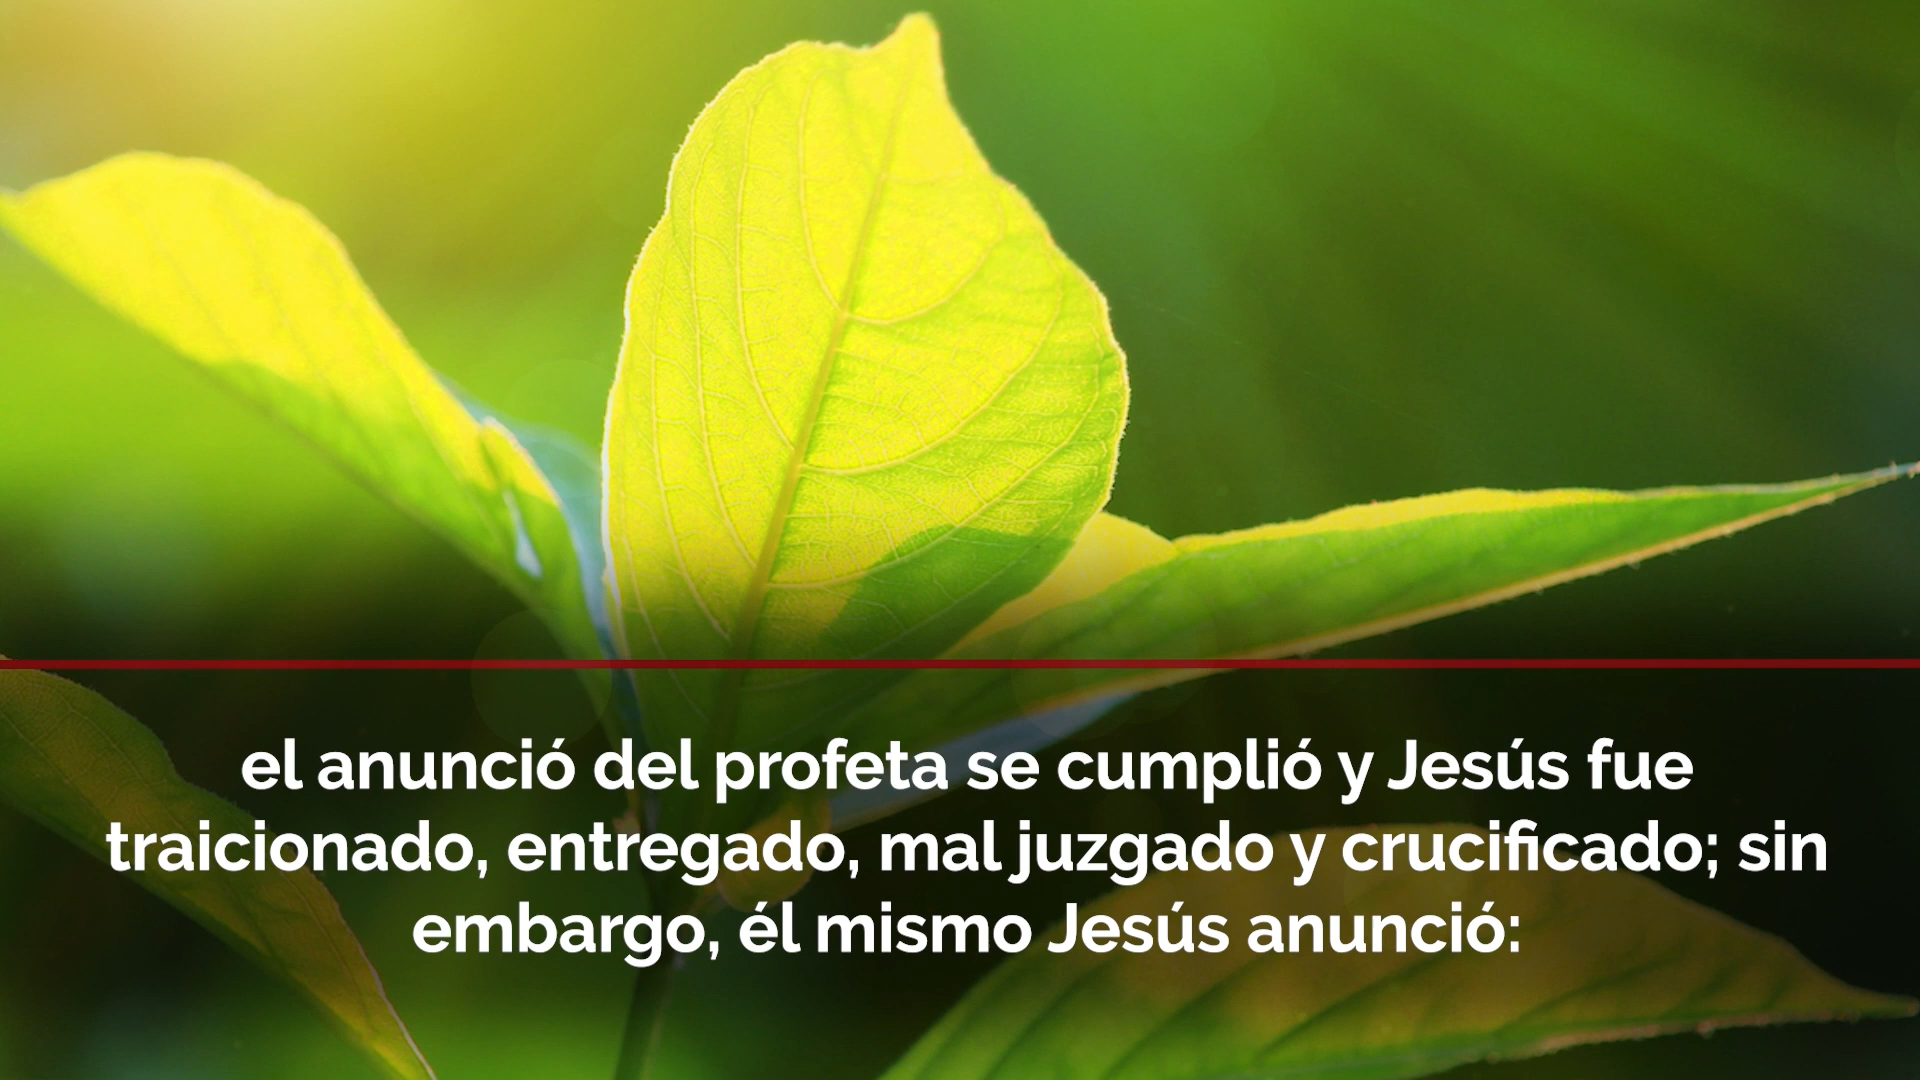 el anunció del profeta se cumplió y Jesús fue
traicionado, entregado, mal juzgado y crucificado; sin
embargo, él mismo Jesús anunció: